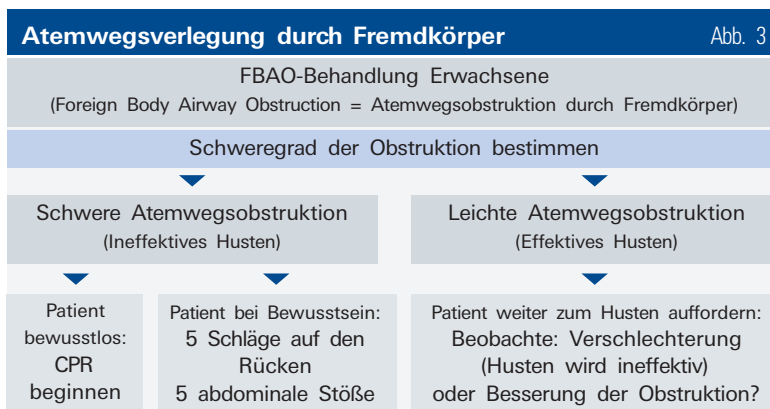 Atemwegsverlegung durch Fremdkörper Abb. 3
FBAO-Behandlung Erwachsene
(Foreign Body Airway Obstruction = Atemwegsobstruktion durch Fremdkörper)
Schweregrad der Obstruktion bestimmen
Schwere Atemwegsobstruktion
(Ineffektives Husten)
Leichte Atemwegsobstruktion
(Effektives Husten)
Patient
bewusstlos:
CPR
beginnen
Patient bei Bewusstsein:
5 Schläge auf den
Rücken
5 abdominale Stöße
Patient weiter zum Husten auffordern:
Beobachte: Verschlechterung
(Husten wird ineffektiv)
oder Besserung der Obstruktion?